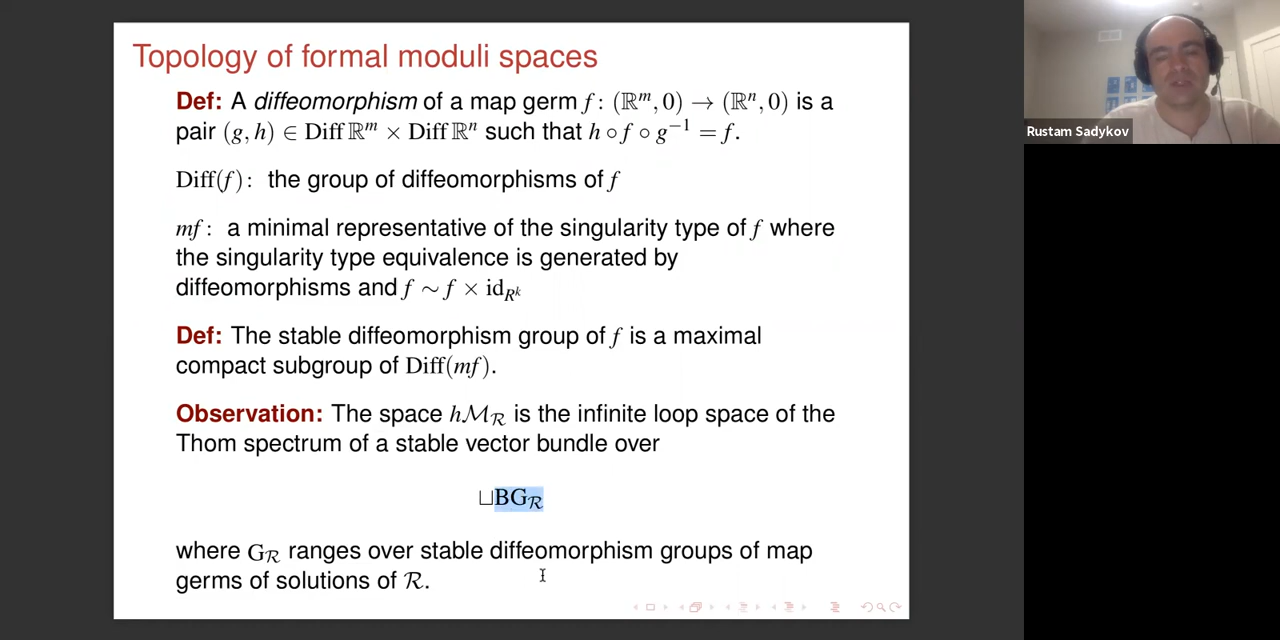 Topology of formal moduli spaces
Def: A diffeomorphism of a map germ f : (ℝᵐ, 0) → (ℝⁿ, 0) is a
pair (g, h) ∈ Diff ℝᵐ × Diff ℝⁿ such that h ∘ f ∘ g⁻¹ = f.
Diff(f) : the group of diffeomorphisms of f
mf : a minimal representative of the singularity type of f where
the singularity type equivalence is generated by
diffeomorphisms and f ∼ f × id_{R^k}
Def: The stable diffeomorphism group of f is a maximal
compact subgroup of Diff(mf).
Observation: The space hℳ_ℛ is the infinite loop space of the
Thom spectrum of a stable vector bundle over
⊔BG_ℛ
where G_ℛ ranges over stable diffeomorphism groups of map
germs of solutions of ℛ.
Rustam Sadykov